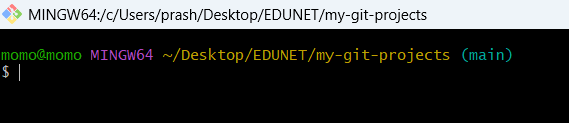 MINGW64:/c/Users/prash/Desktop/EDUNET/my-git-projects
momo@momo MINGW64 ~/Desktop/EDUNET/my-git-projects (main)
$